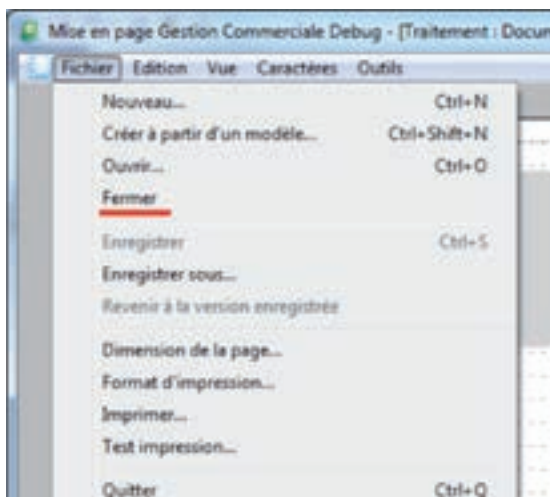 Mise en page Gestion Commerciale Debug - [Traitement : Docum
Fichier Edition Vue Caractères Outils
Nouveau... Ctrl+N
Créer à partir d'un modèle... Ctrl+Shift+N
Ouvrir... Ctrl+O
Fermer
Enregistrer Ctrl+S
Enregistrer sous...
Revenir à la version enregistrée
Dimension de la page...
Format d'impression...
Imprimer...
Test impression...
Quitter Ctrl+Q